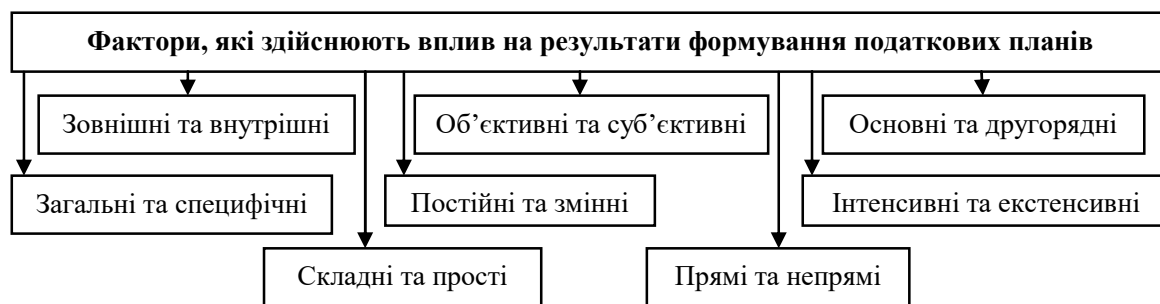 Фактори, які здійснюють вплив на результати формування податкових планів
Зовнішні та внутрішні
Об’єктивні та суб’єктивні
Основні та другорядні
Загальні та специфічні
Постійні та змінні
Інтенсивні та екстенсивні
Складні та прості
Прямі та непрямі